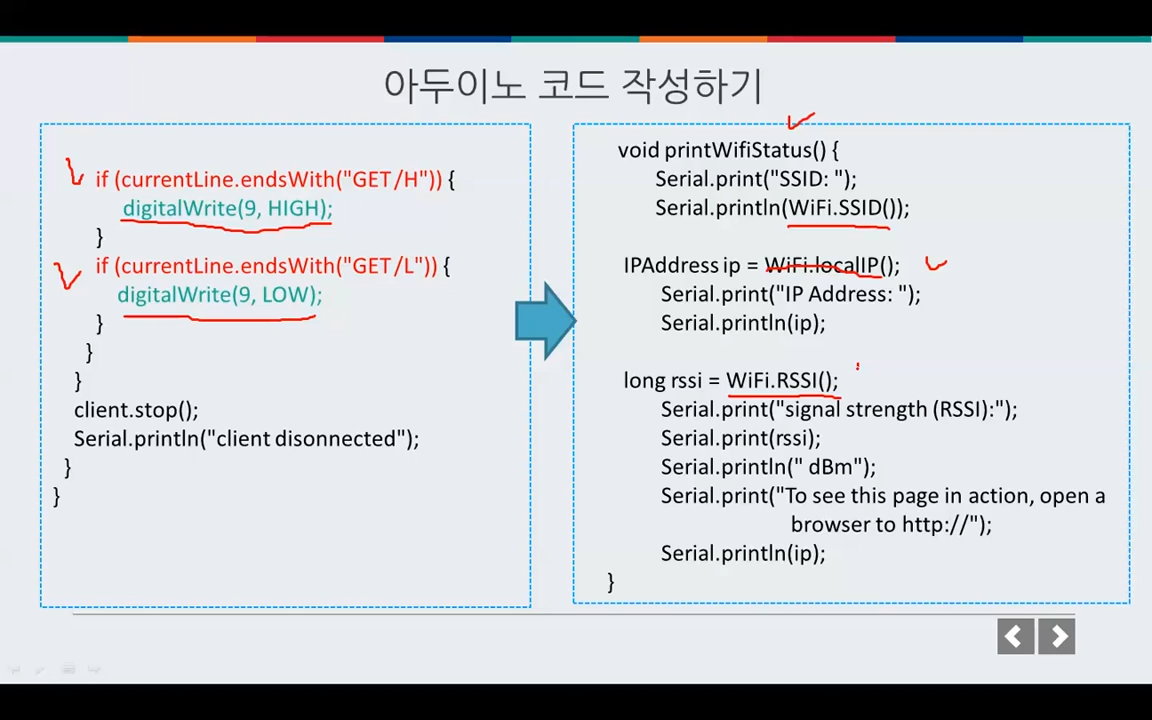 아두이노 코드 작성하기
if (currentLine.endsWith("GET /H")) {
digitalWrite(9, HIGH);
}
if (currentLine.endsWith("GET /L")) {
digitalWrite(9, LOW);
}
}
}
client.stop();
Serial.println("client disonnected");
}
}
void printWifiStatus() {
Serial.print("SSID: ");
Serial.println(WiFi.SSID());
IPAddress ip = WiFi.localIP();
Serial.print("IP Address: ");
Serial.println(ip);
long rssi = WiFi.RSSI();
Serial.print("signal strength (RSSI):");
Serial.print(rssi);
Serial.println(" dBm");
Serial.print("To see this page in action, open a
browser to http://");
Serial.println(ip);
}